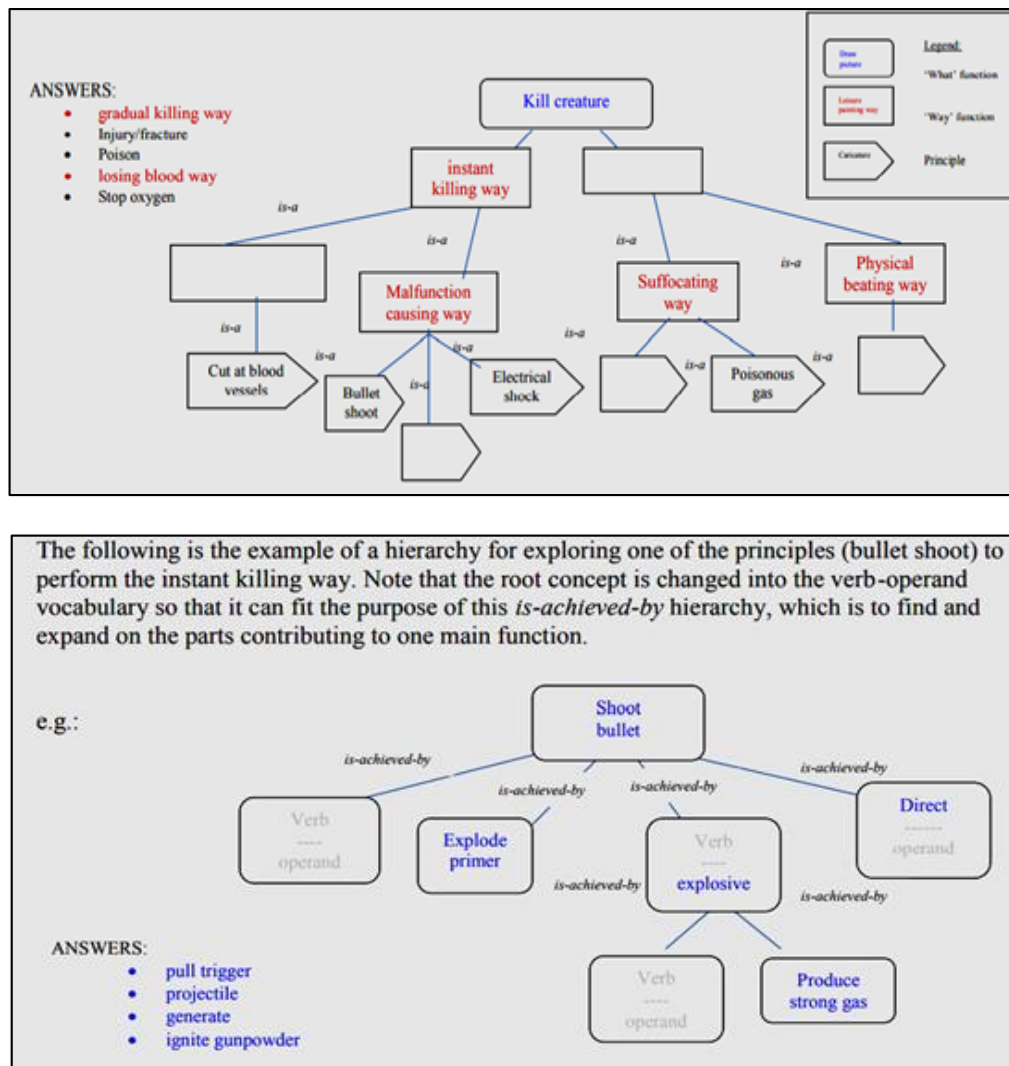 Draw
picture
Legend:
'What' function
Leisure
painting way
'Way' function
Caricature
Principle
ANSWERS:
• gradual killing way
• Injury/fracture
• Poison
• losing blood way
• Stop oxygen
Kill creature
instant
killing way
is-a
is-a
is-a
is-a
Malfunction
causing way
Suffocating
way
Physical
beating way
is-a
is-a
is-a
is-a
is-a
is-a
is-a
Cut at blood
vessels
Bullet
shoot
Electrical
shock
Poisonous
gas
The following is the example of a hierarchy for exploring one of the principles (bullet shoot) to
perform the instant killing way. Note that the root concept is changed into the verb-operand
vocabulary so that it can fit the purpose of this is-achieved-by hierarchy, which is to find and
expand on the parts contributing to one main function.
e.g.:
Shoot
bullet
is-achieved-by
is-achieved-by
is-achieved-by
is-achieved-by
Verb
----
operand
Explode
primer
Verb
----
explosive
Direct
------
operand
is-achieved-by
is-achieved-by
ANSWERS:
• pull trigger
• projectile
• generate
• ignite gunpowder
Verb
----
operand
Produce
strong gas